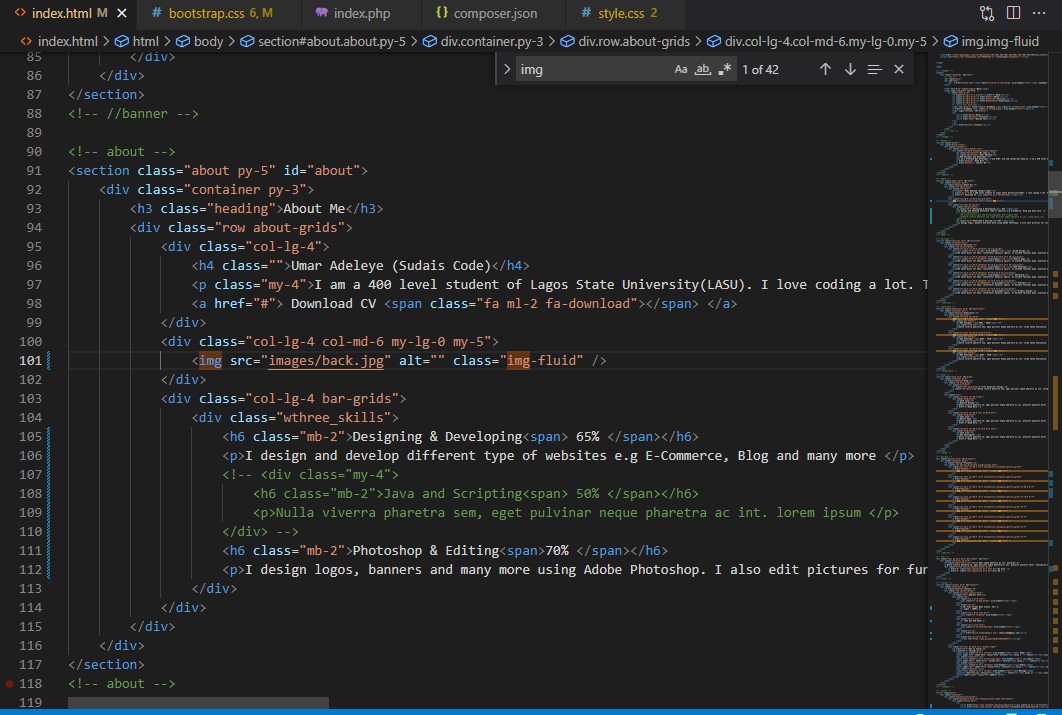 index.html M
bootstrap.css 6, M
index.php
composer.json
style.css 2
index.html > html > body > section#about.about.py-5 > div.container.py-3 > div.row.about-grids > div.col-lg-4.col-md-6.my-lg-0.my-5 > img.img-fluid
img Aa ab 1 of 42
85 </div>
86 </div>
87 </section>
88 <!-- //banner -->
89
90 <!-- about -->
91 <section class="about py-5" id="about">
92 <div class="container py-3">
93 <h3 class="heading">About Me</h3>
94 <div class="row about-grids">
95 <div class="col-lg-4">
96 <h4 class="">Umar Adeleye (Sudais Code)</h4>
97 <p class="my-4">I am a 400 level student of Lagos State University(LASU). I love coding a lot.
98 <a href="#"> Download CV <span class="fa ml-2 fa-download"></span> </a>
99 </div>
100 <div class="col-lg-4 col-md-6 my-lg-0 my-5">
101 <img src="images/back.jpg" alt="" class="img-fluid" />
102 </div>
103 <div class="col-lg-4 bar-grids">
104 <div class="wthree_skills">
105 <h6 class="mb-2">Designing & Developing<span> 65% </span></h6>
106 <p>I design and develop different type of websites e.g E-Commerce, Blog and many more </p>
107 <!-- <div class="my-4">
108 <h6 class="mb-2">Java and Scripting<span> 50% </span></h6>
109 <p>Nulla viverra pharetra sem, eget pulvinar neque pharetra ac int. lorem ipsum </p>
110 </div> -->
111 <h6 class="mb-2">Photoshop & Editing<span>70% </span></h6>
112 <p>I design logos, banners and many more using Adobe Photoshop. I also edit pictures for fun
113 </div>
114 </div>
115 </div>
116 </div>
117 </section>
118 <!-- about -->
119